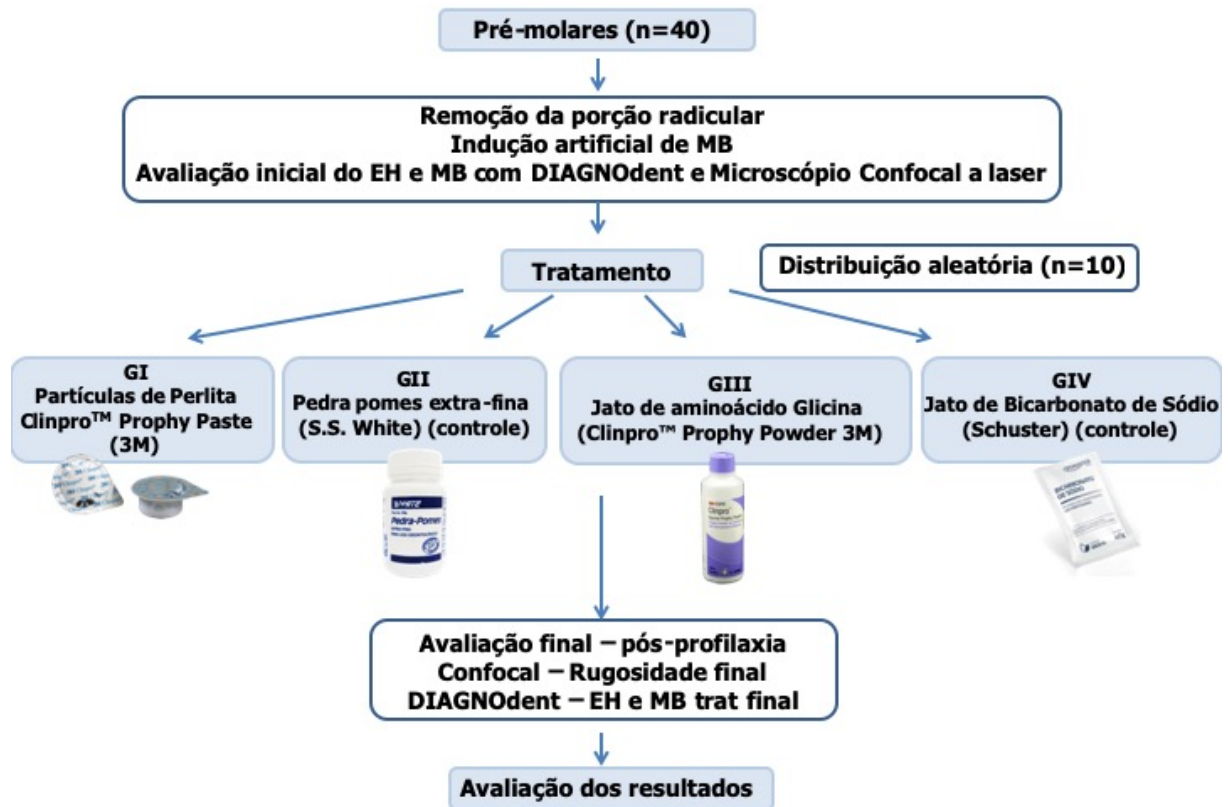 Pré-molares (n=40)
Remoção da porção radicular
Indução artificial de MB
Avaliação inicial do EH e MB com DIAGNOdent e Microscópio Confocal a laser
Tratamento
Distribuição aleatória (n=10)
GI
Partículas de Perlita
Clinpro™ Prophy Paste
(3M)
GII
Pedra pomes extra-fina
(S.S. White) (controle)
GIII
Jato de aminoácido Glicina
(Clinpro™ Prophy Powder 3M)
GIV
Jato de Bicarbonato de Sódio
(Schuster) (controle)
Pedra-Pomes
Clinpro
BICARBONATO
DE SÓDIO
Avaliação final – pós-profilaxia
Confocal – Rugosidade final
DIAGNOdent – EH e MB trat final
Avaliação dos resultados